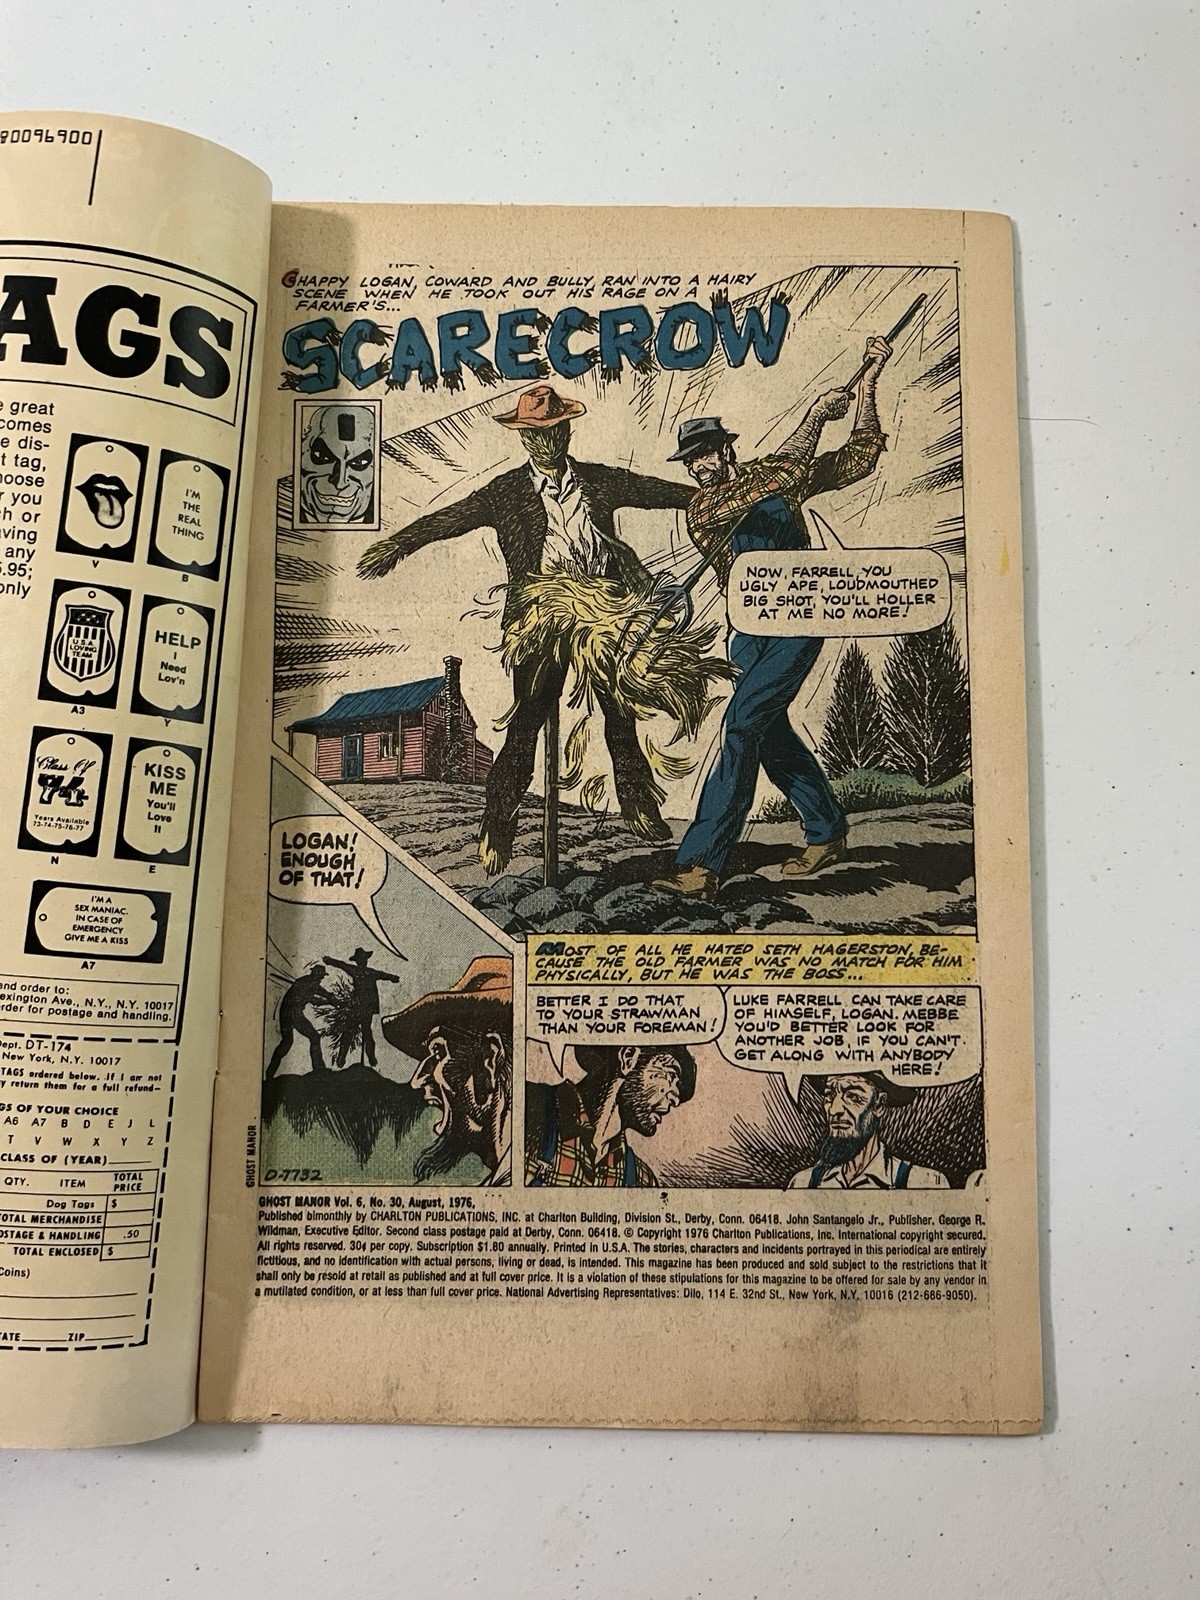 80096900
AGS
e great
comes
e dis-
t tag,
hoose
r you
ch or
aving
any
5.95;
only
V
I'M
THE
REAL
THING
B
U.S.A.
LOVING
TEAM
A3
HELP
I
Need
Lov'n
Y
Class Of
74
Years Available
73-74-75-76-77
N
KISS
ME
You'll
Love
It
E
I'M A
SEX MANIAC.
IN CASE OF
EMERGENCY
GIVE ME A KISS
A7
end order to:
exington Ave., N.Y., N.Y. 10017
order for postage and handling.
Dept. DT-174
New York, N.Y. 10017
TAGS ordered below. If I am not
y return them for a full refund—
GS OF YOUR CHOICE
A6 A7 B D E J L
T V W X Y Z
CLASS OF (YEAR)
QTY. ITEM TOTAL PRICE
Dog Tags $
TOTAL MERCHANDISE
OSTAGE & HANDLING .50
TOTAL ENCLOSED $
Coins)
TATE ZIP
CHAPPY LOGAN, COWARD AND BULLY, RAN INTO A HAIRY
SCENE WHEN HE TOOK OUT HIS RAGE ON A
FARMER'S...
SCARECROW
NOW, FARRELL, YOU
UGLY APE, LOUDMOUTHED
BIG SHOT, YOU'LL HOLLER
AT ME NO MORE!
LOGAN!
ENOUGH
OF THAT!
MOST OF ALL HE HATED SETH HAGERSTON, BE-
CAUSE THE OLD FARMER WAS NO MATCH FOR HIM
PHYSICALLY, BUT HE WAS THE BOSS...
BETTER I DO THAT
TO YOUR STRAWMAN
THAN YOUR FOREMAN!
LUKE FARRELL CAN TAKE CARE
OF HIMSELF, LOGAN. MEBBE
YOU'D BETTER LOOK FOR
ANOTHER JOB, IF YOU CAN'T
GET ALONG WITH ANYBODY
HERE!
GHOST MANOR
D-7732
GHOST MANOR Vol. 6, No. 30, August, 1976,
Published bimonthly by CHARLTON PUBLICATIONS, INC. at Charlton Building, Division St., Derby, Conn. 06418. John Santangelo Jr., Publisher, George R.
Wildman, Executive Editor. Second class postage paid at Derby, Conn. 06418. © Copyright 1976 Charlton Publications, Inc. International copyright secured.
All rights reserved. 30¢ per copy. Subscription $1.80 annually. Printed in U.S.A. The stories, characters and incidents portrayed in this periodical are entirely
fictitious, and no identification with actual persons, living or dead, is intended. This magazine has been produced and sold subject to the restrictions that it
shall only be resold at retail as published and at full cover price. It is a violation of these stipulations for this magazine to be offered for sale by any vendor in
a mutilated condition, or at less than full cover price. National Advertising Representatives: Dilo, 114 E. 32nd St., New York, N.Y. 10016 (212-686-9050).